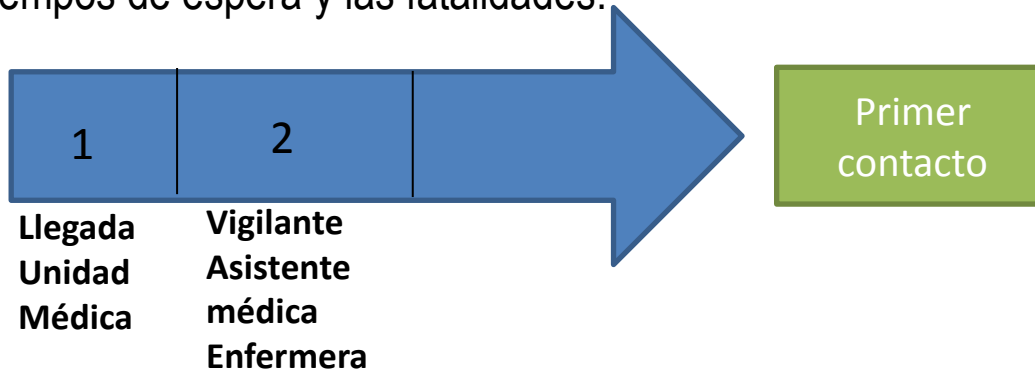 tiempos de espera y las fatalidades.
1
2
Primer
contacto
Llegada
Unidad
Médica
Vigilante
Asistente
médica
Enfermera